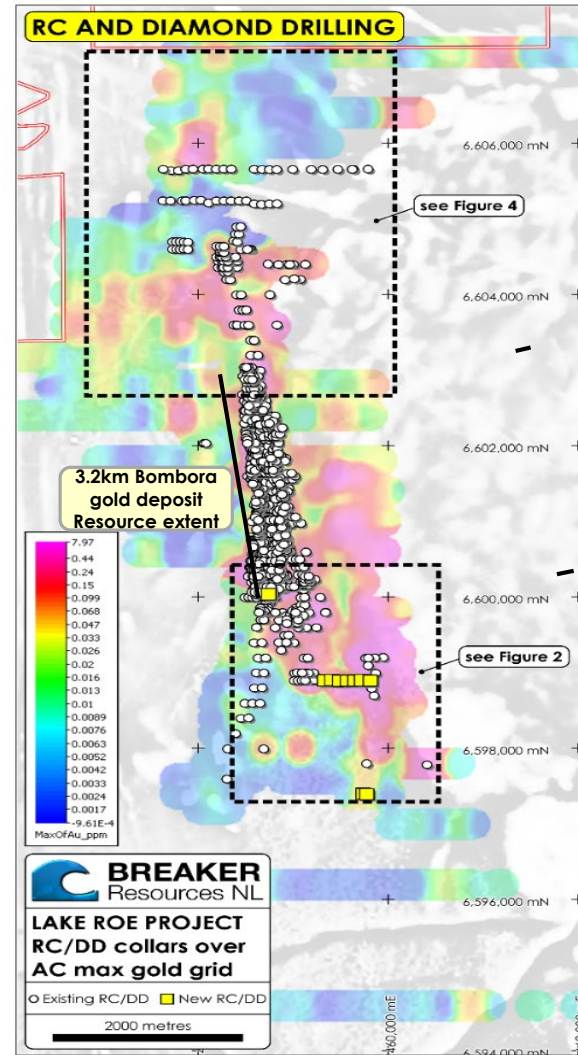 RC AND DIAMOND DRILLING
6,606,000 mN
see Figure 4
6,604,000 mN
6,602,000 mN
3.2km Bombora
gold deposit
Resource extent
7.97
0.44
0.24
0.15
0.099
0.068
0.047
0.033
0.026
0.02
0.017
0.013
0.01
0.0089
0.0076
0.0063
0.0052
0.0042
0.0033
0.0024
0.0017
-9.61E-4
MaxOfAu_ppm
6,600,000 mN
see Figure 2
6,598,000 mN
BREAKER
Resources NL
LAKE ROE PROJECT
RC/DD collars over
AC max gold grid
Existing RC/DD New RC/DD
2000 metres
6,596,000 mN
6,594,000 mN